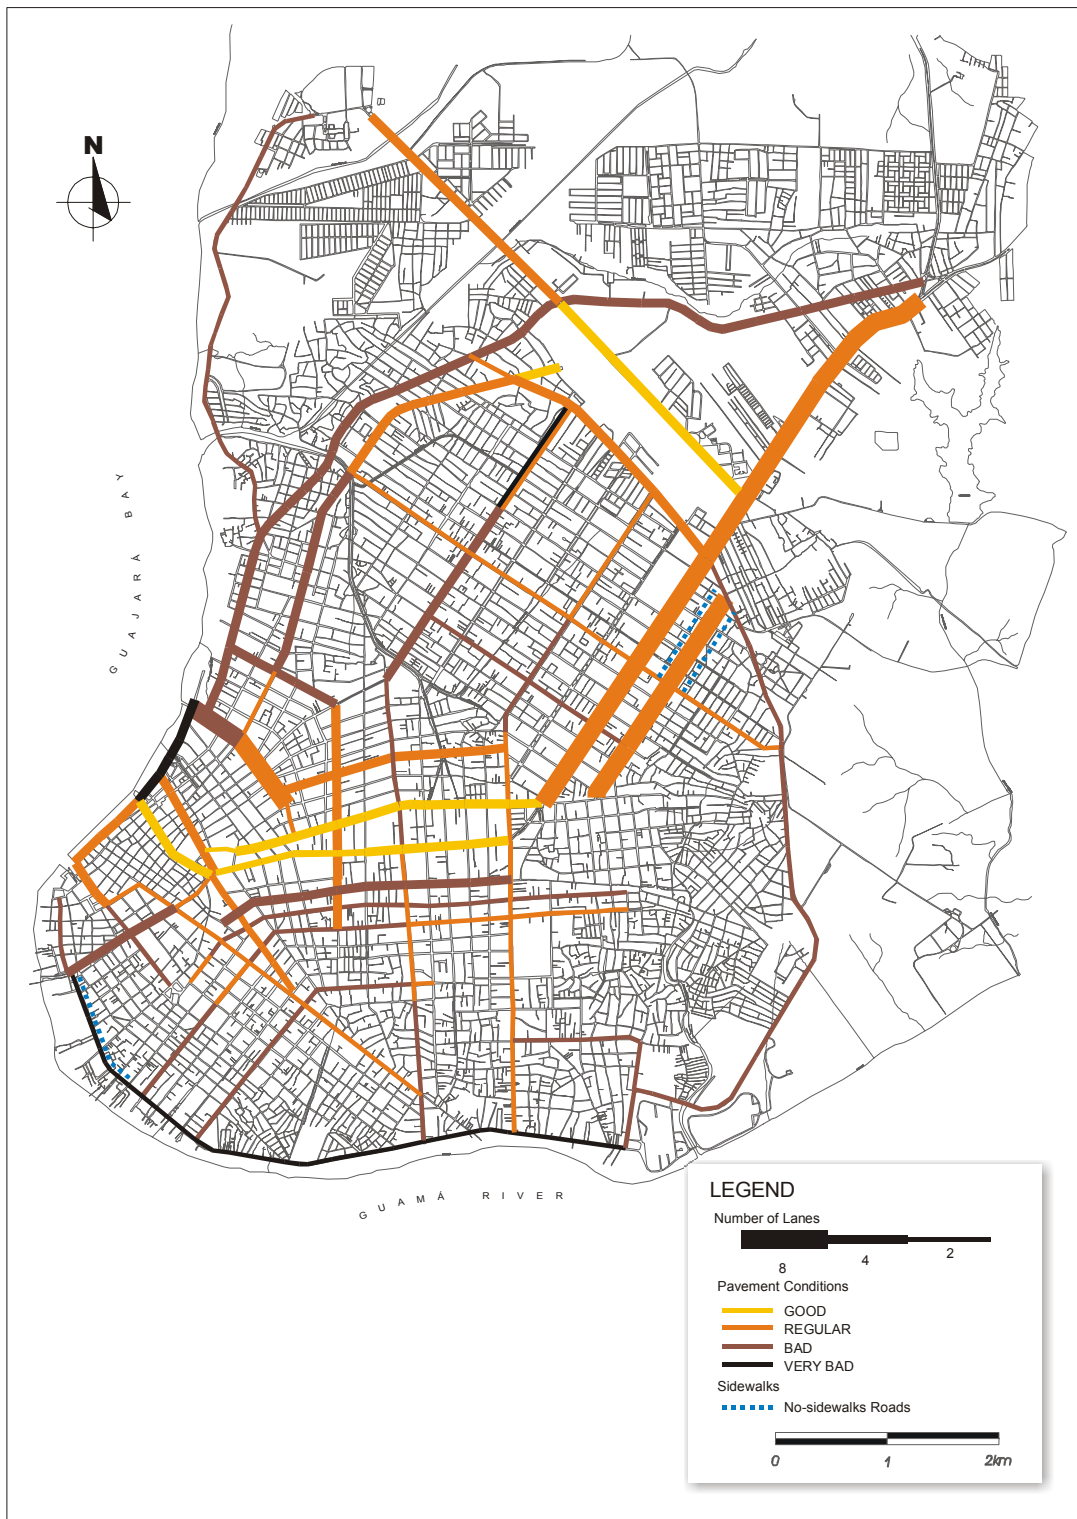 N
GUAJARÁ BAY
GUAMÁ RIVER
LEGEND
Number of Lanes
8
4
2
Pavement Conditions
GOOD
REGULAR
BAD
VERY BAD
Sidewalks
No-sidewalks Roads
0
1
2km